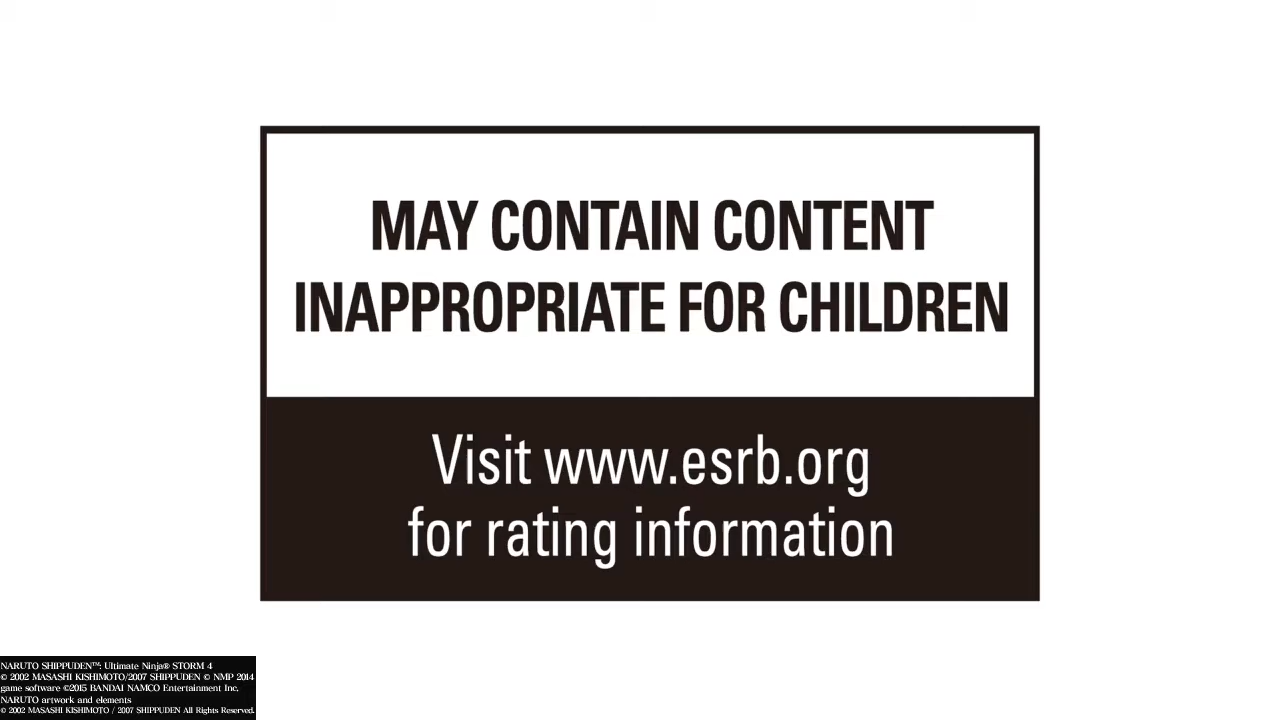 MAY CONTAIN CONTENT
INAPPROPRIATE FOR CHILDREN
Visit www.esrb.org
for rating information
NARUTO SHIPPUDEN™: Ultimate Ninja® STORM 4
© 2002 MASASHI KISHIMOTO/2007 SHIPPUDEN © NMP 2014
game software ©2015 BANDAI NAMCO Entertainment Inc.
NARUTO artwork and elements
© 2002 MASASHI KISHIMOTO / 2007 SHIPPUDEN All Rights Reserved.